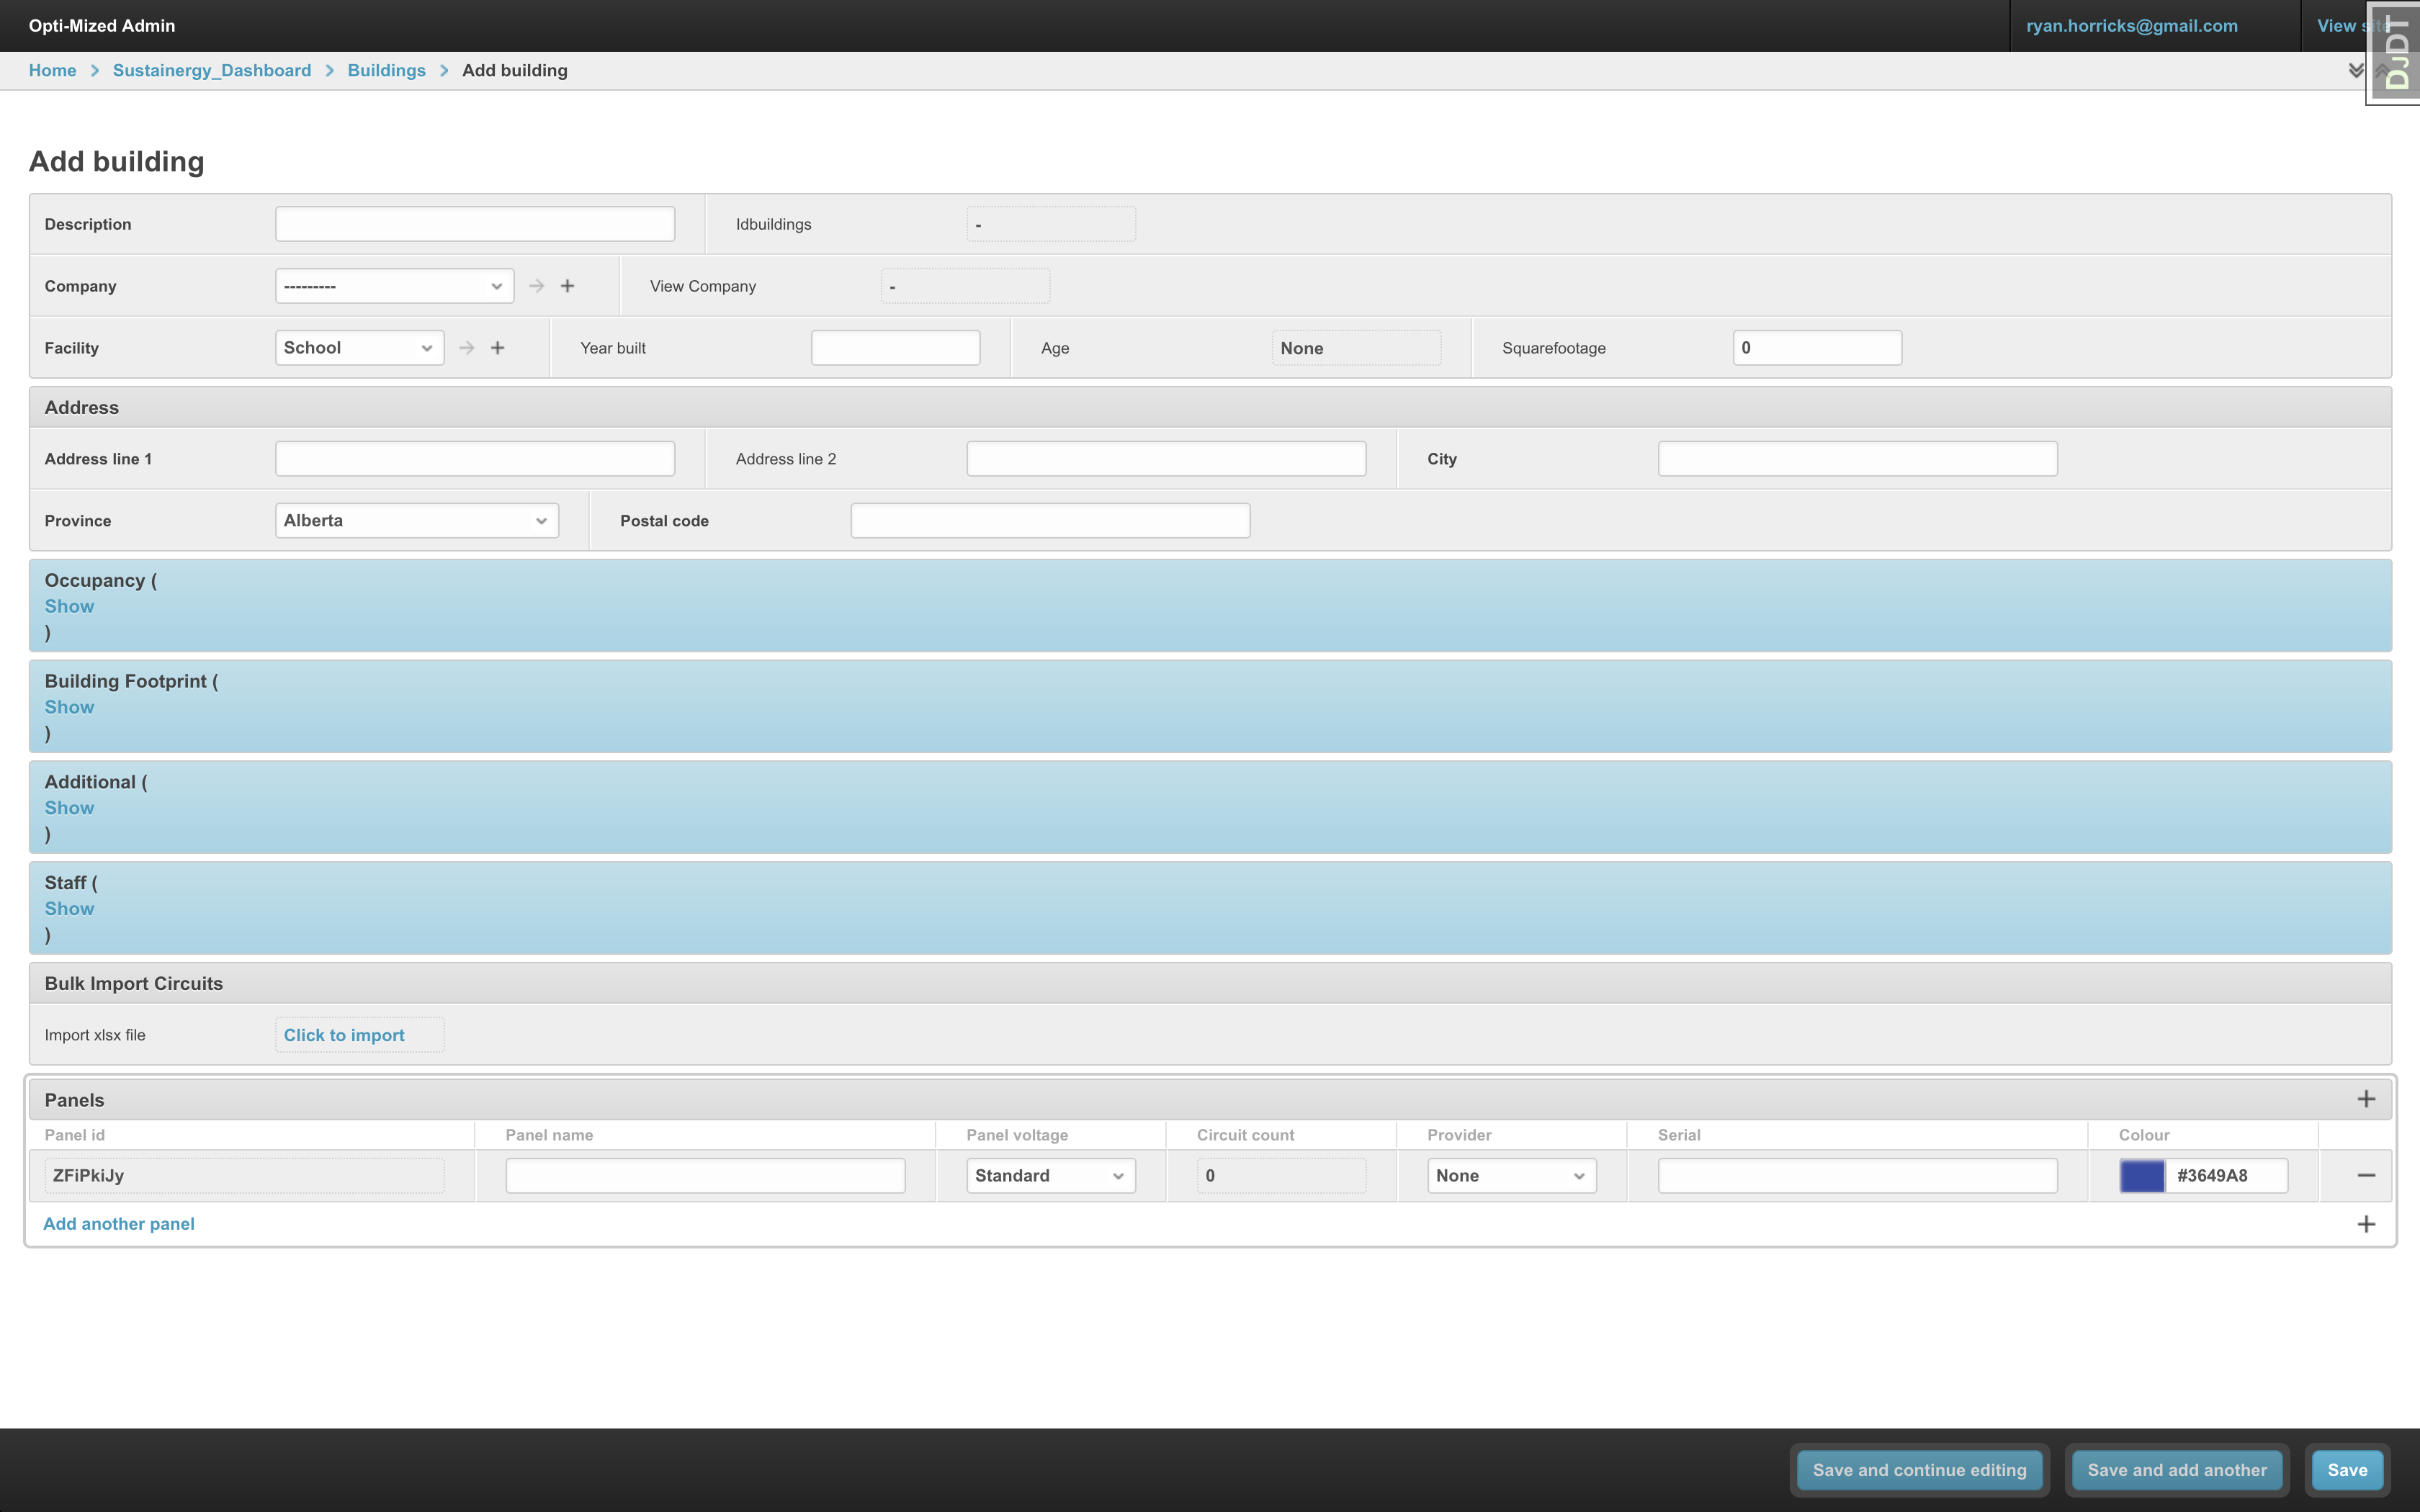 Opti-Mized Admin
ryan.horricks@gmail.com
View site
DJDT
Home > Sustainergy_Dashboard > Buildings > Add building
Add building
Description
Idbuildings
-
Company
---------
View Company
-
Facility
School
Year built
Age
None
Squarefootage
0
Address
Address line 1
Address line 2
City
Province
Alberta
Postal code
Occupancy (
Show
)
Building Footprint (
Show
)
Additional (
Show
)
Staff (
Show
)
Bulk Import Circuits
Import xlsx file
Click to import
Panels
Panel id
Panel name
Panel voltage
Circuit count
Provider
Serial
Colour
ZFiPkiJy
Standard
0
None
#3649A8
Add another panel
Save and continue editing
Save and add another
Save